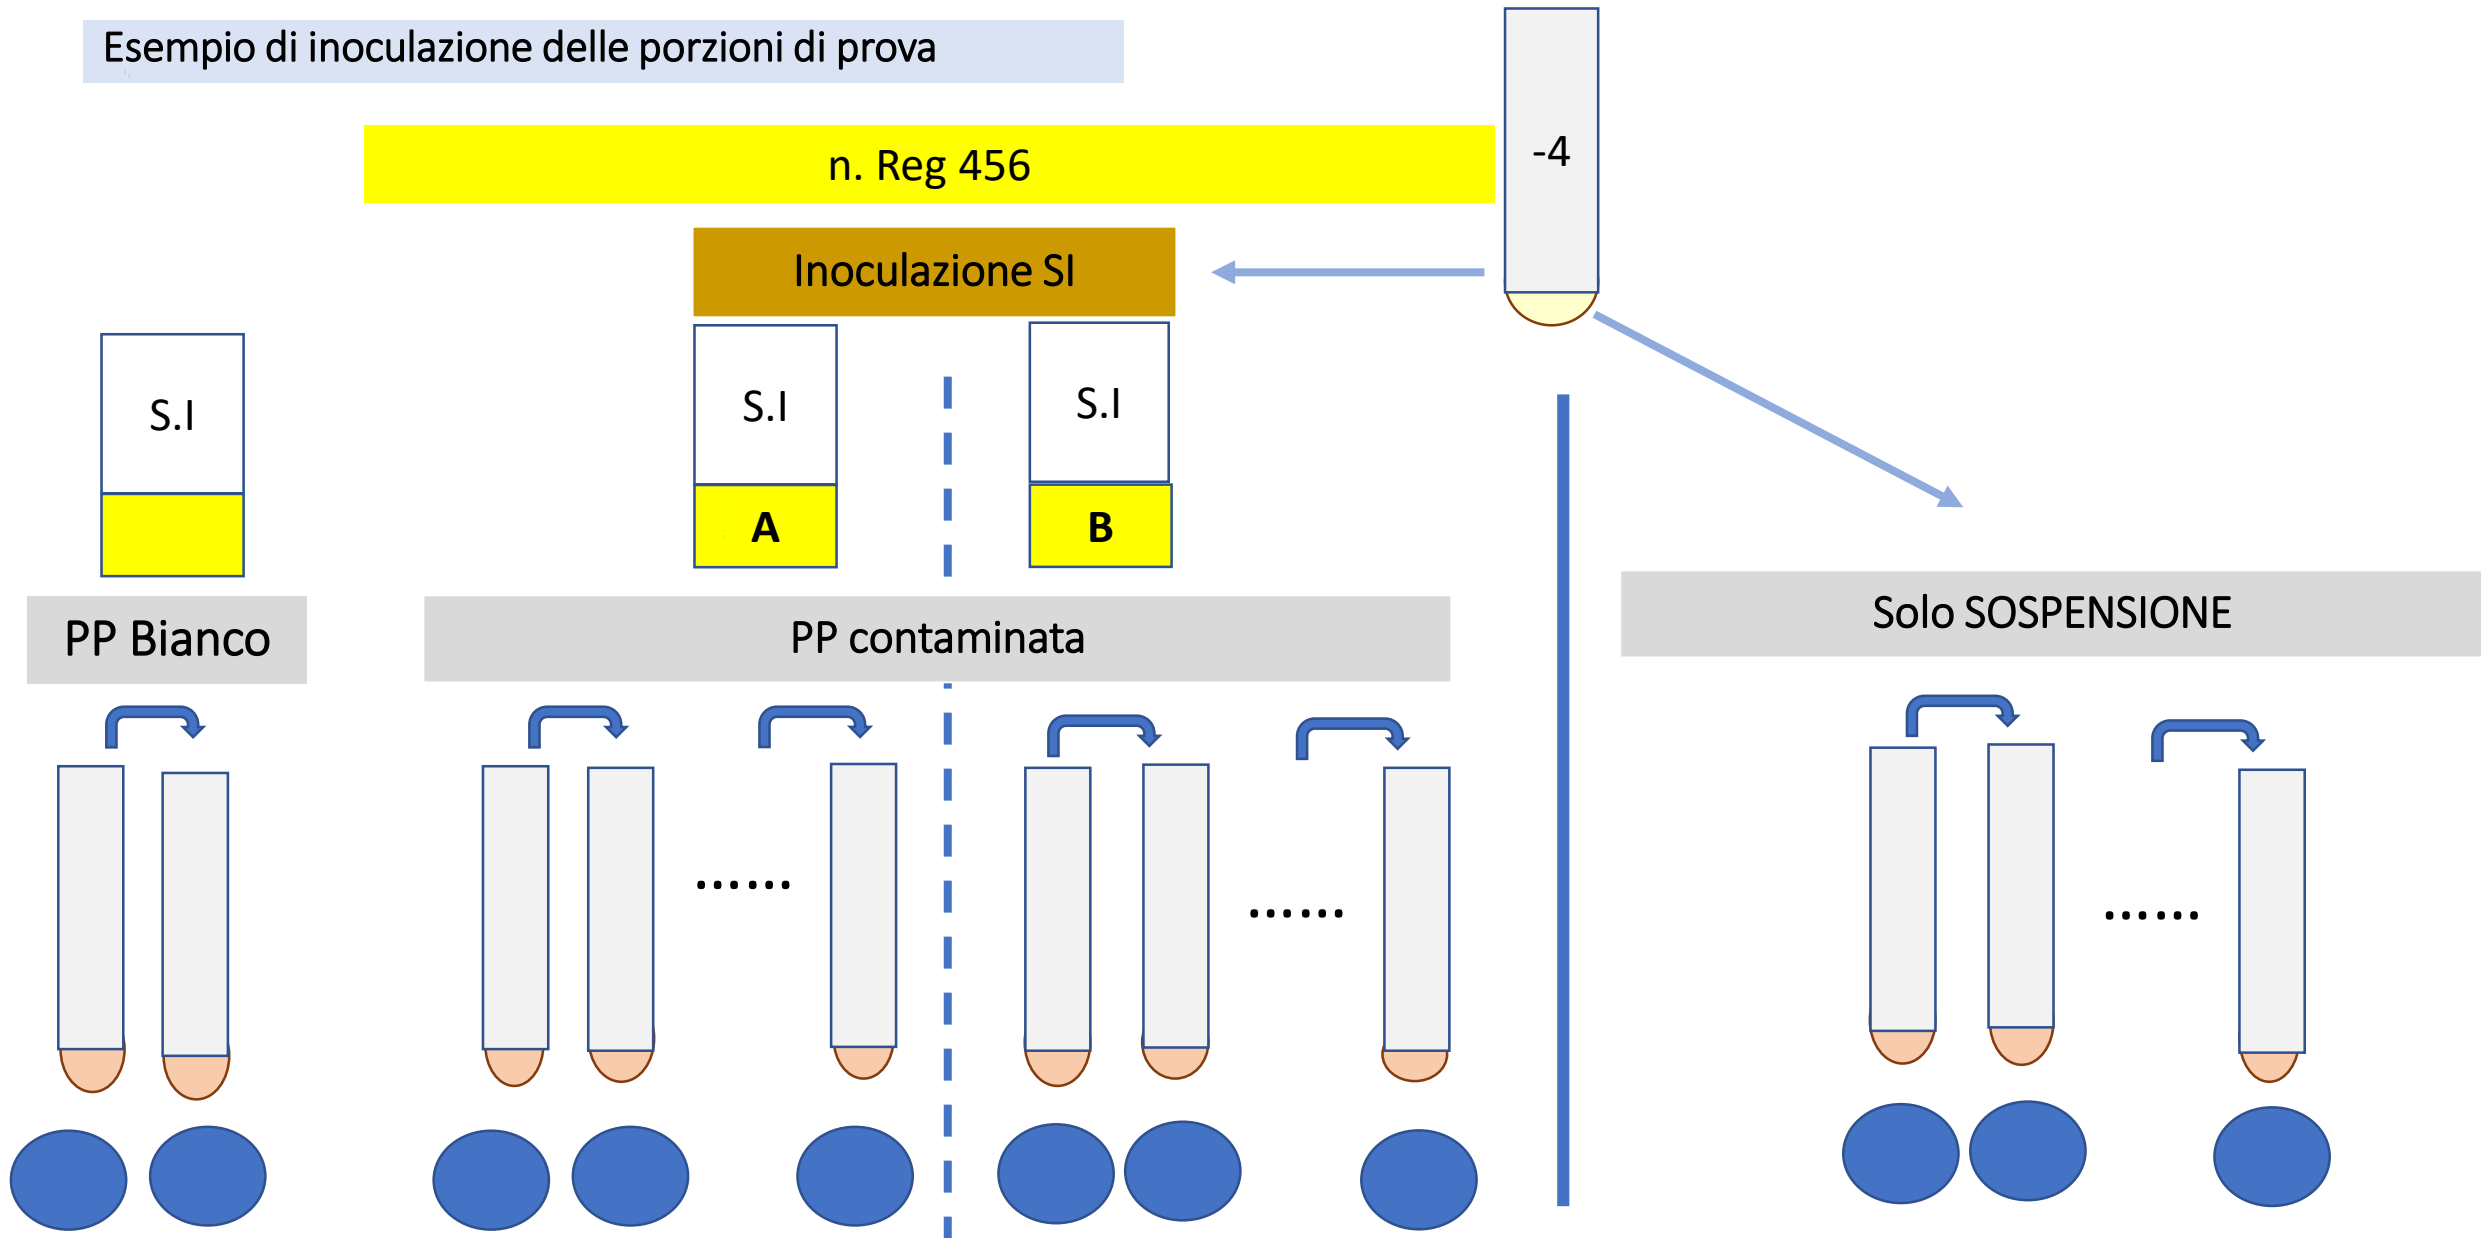 Esempio di inoculazione delle porzioni di prova
-4
n. Reg 456
Inoculazione SI
S.I
S.I
S.I
A
B
PP Bianco
PP contaminata
Solo SOSPENSIONE
......
......
......